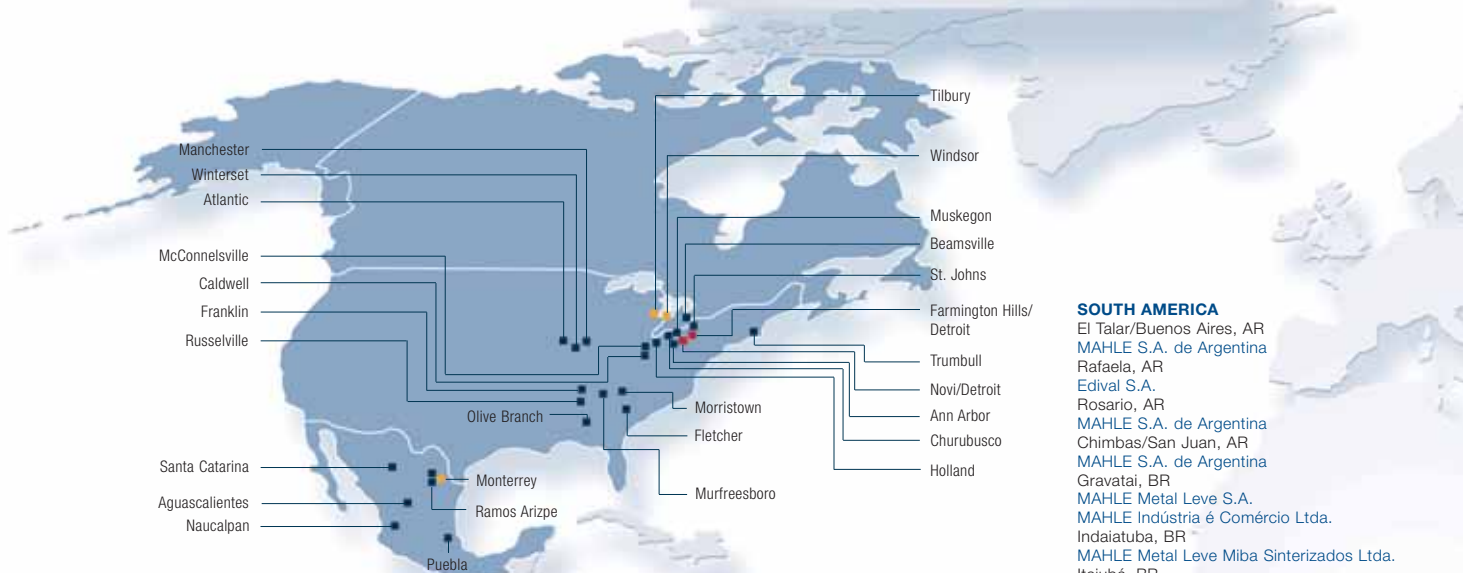 Manchester
Winterset
Atlantic
McConnelsville
Caldwell
Franklin
Russelville
Olive Branch
Santa Catarina
Aguascalientes
Naucalpan
Puebla
Monterrey
Ramos Arizpe
Morristown
Fletcher
Murfreesboro
Tilbury
Windsor
Muskegon
Beamsville
St. Johns
Farmington Hills/
Detroit
Trumbull
Novi/Detroit
Ann Arbor
Churubusco
Holland
SOUTH AMERICA
El Talar/Buenos Aires, AR
MAHLE S.A. de Argentina
Rafaela, AR
Edival S.A.
Rosario, AR
MAHLE S.A. de Argentina
Chimbas/San Juan, AR
MAHLE S.A. de Argentina
Gravatai, BR
MAHLE Metal Leve S.A.
MAHLE Indústria é Comércio Ltda.
Indaiatuba, BR
MAHLE Metal Leve Miba Sinterizados Ltda.